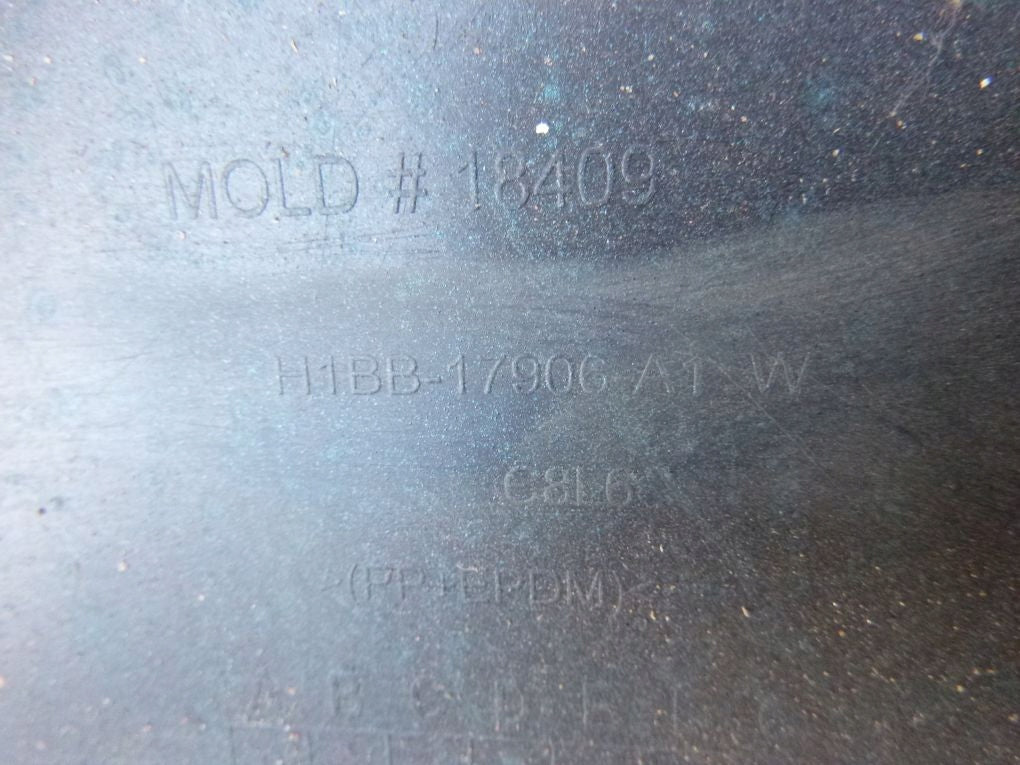 MOLD # 18409
H1BB-17906 A1 W
C8L6
>(PP+EPDM)<
A B C D E